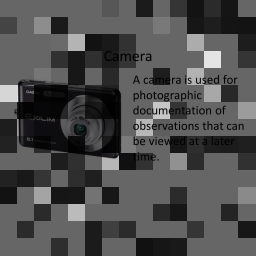 Camera
A camera is used for
photographic
documentation of
observations that can
be viewed at a later
time.